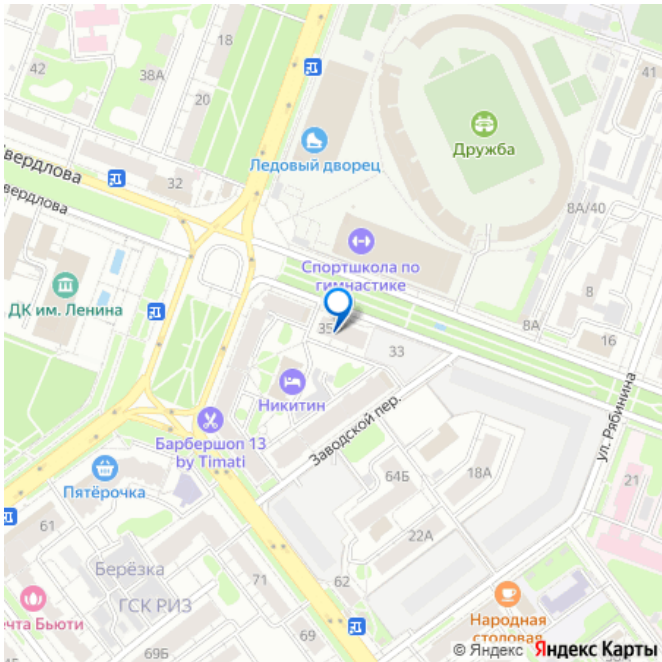 18
42
38А
41
20
Дружба
Ледовый дворец
вердлова
32
вердлова
8А/40
Спортшкола по
гимнастике
ДК им. Ленина
8
8А
16
35
33
Никитин
ул. Рябинина
Заводской пер.
Барбершоп 13
by Timati
Пятёрочка
64Б
18А
21
61
22А
Берёзка
71
62
ГСК РИЗ
чта Бьюти
Народная
столовая
69
69Б
© Яндекс Яндекс Карты